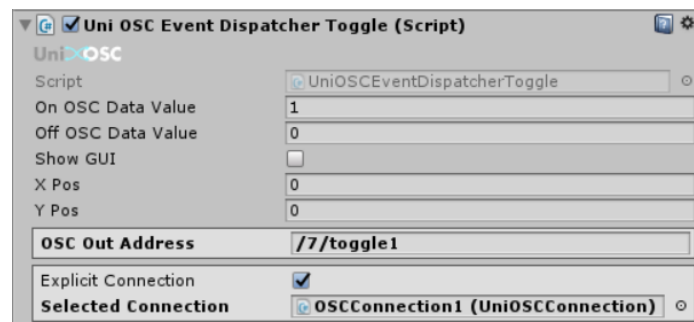 Uni OSC Event Dispatcher Toggle (Script)
UniOSC
Script UniOSCEventDispatcherToggle
On OSC Data Value 1
Off OSC Data Value 0
Show GUI
X Pos 0
Y Pos 0
OSC Out Address /7/toggle1
Explicit Connection
Selected Connection OSCConnection1 (UniOSCConnection)